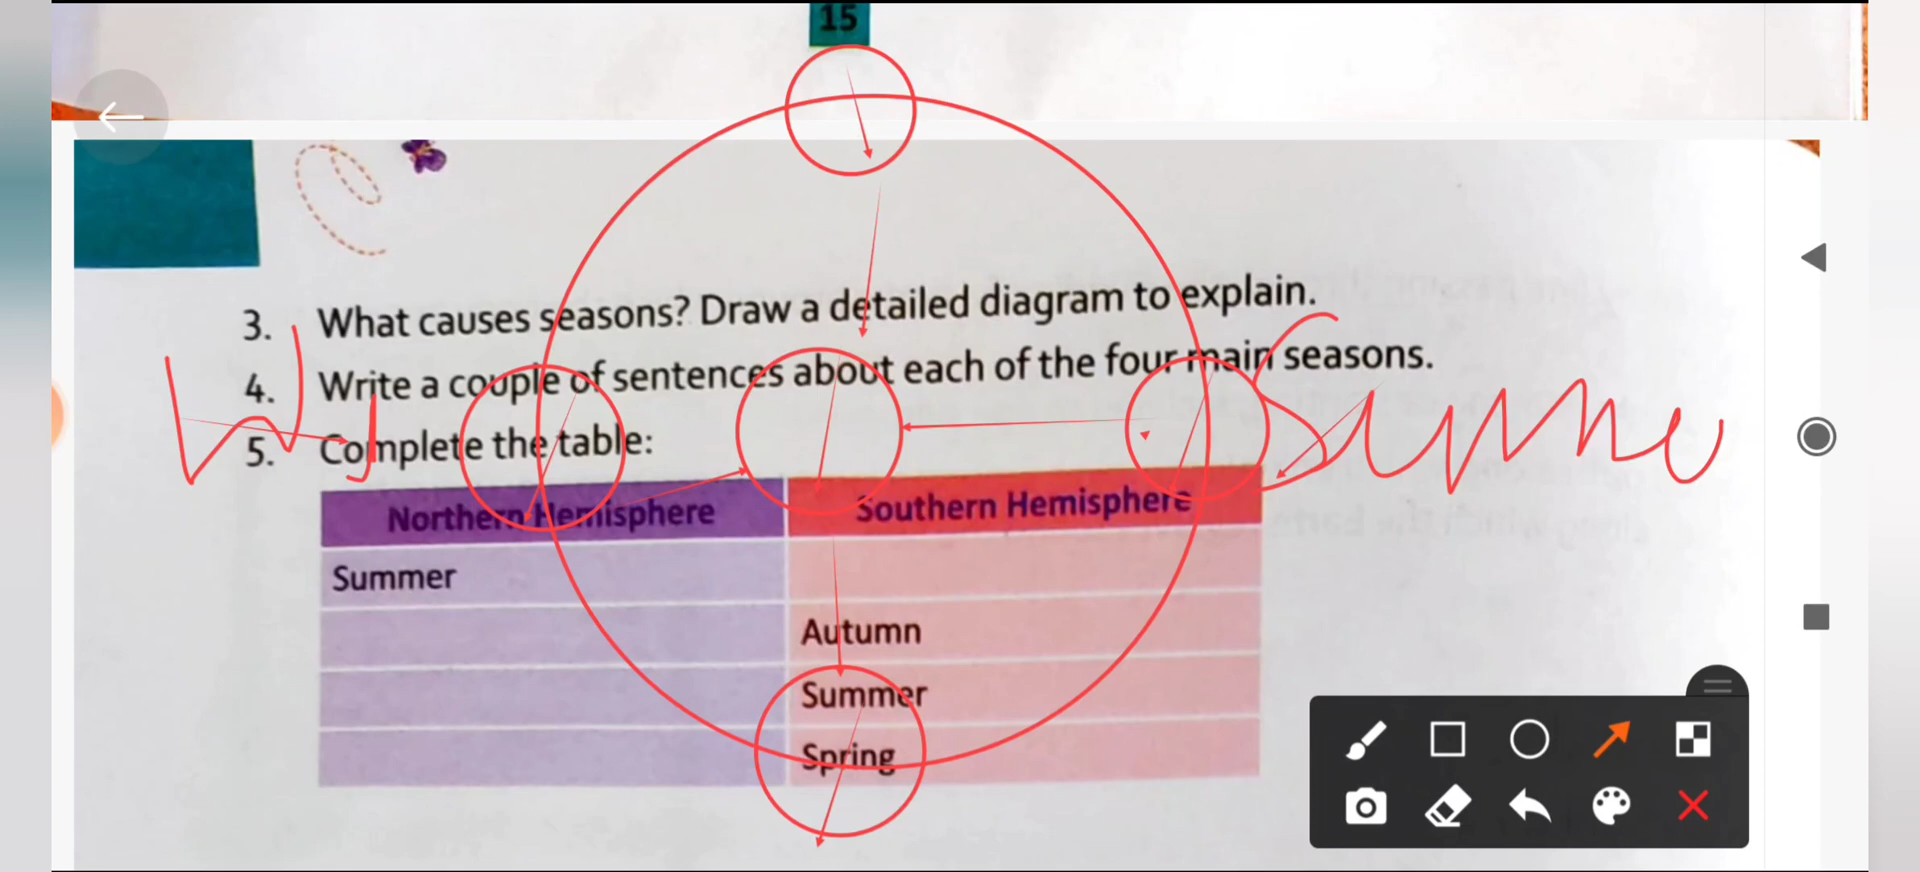 15
3. What causes seasons? Draw a detailed diagram to explain.
4. Write a couple of sentences about each of the four main seasons.
5. Complete the table:
Northern Hemisphere Southern Hemisphere
Summer
Autumn
Summer
Spring